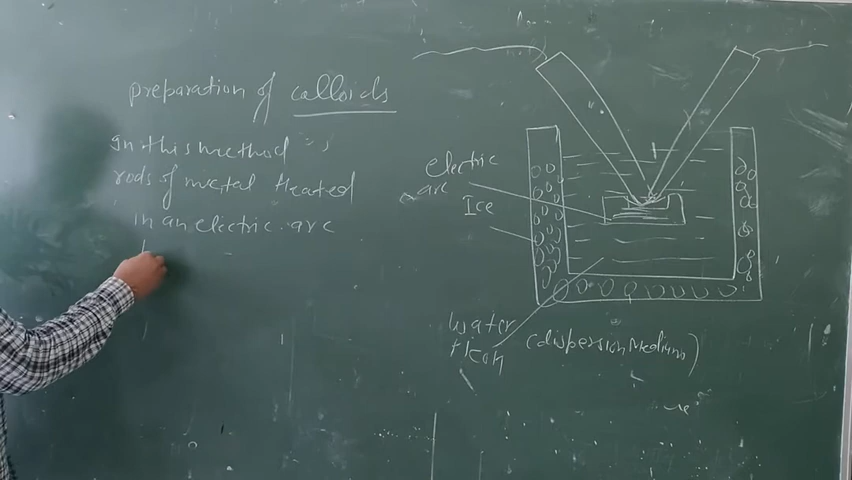 preparation of colloids
In this method
rods of metal Heated
in an electric arc
electric
arc
Ice
water
+KOH
(dispersion Medium)